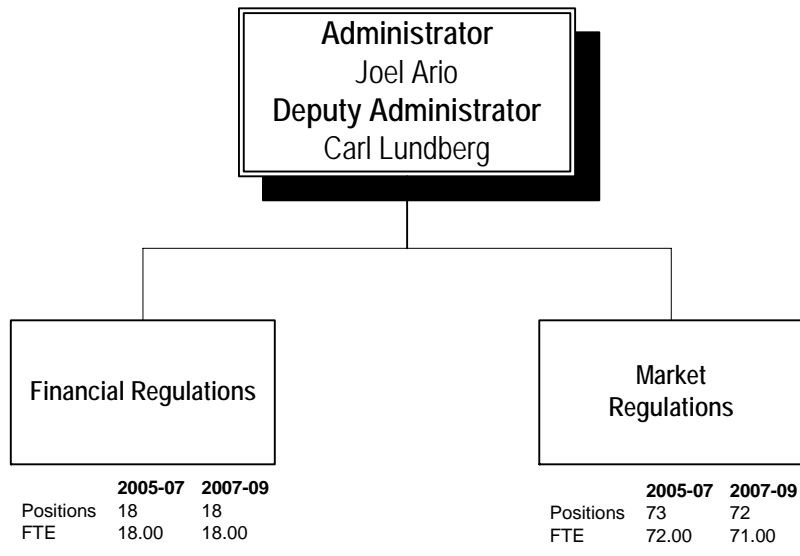 Administrator
Joel Ario
Deputy Administrator
Carl Lundberg
Financial Regulations
Market
Regulations
2005-07 2007-09
Positions 18 18
FTE 18.00 18.00
2005-07 2007-09
Positions 73 72
FTE 72.00 71.00